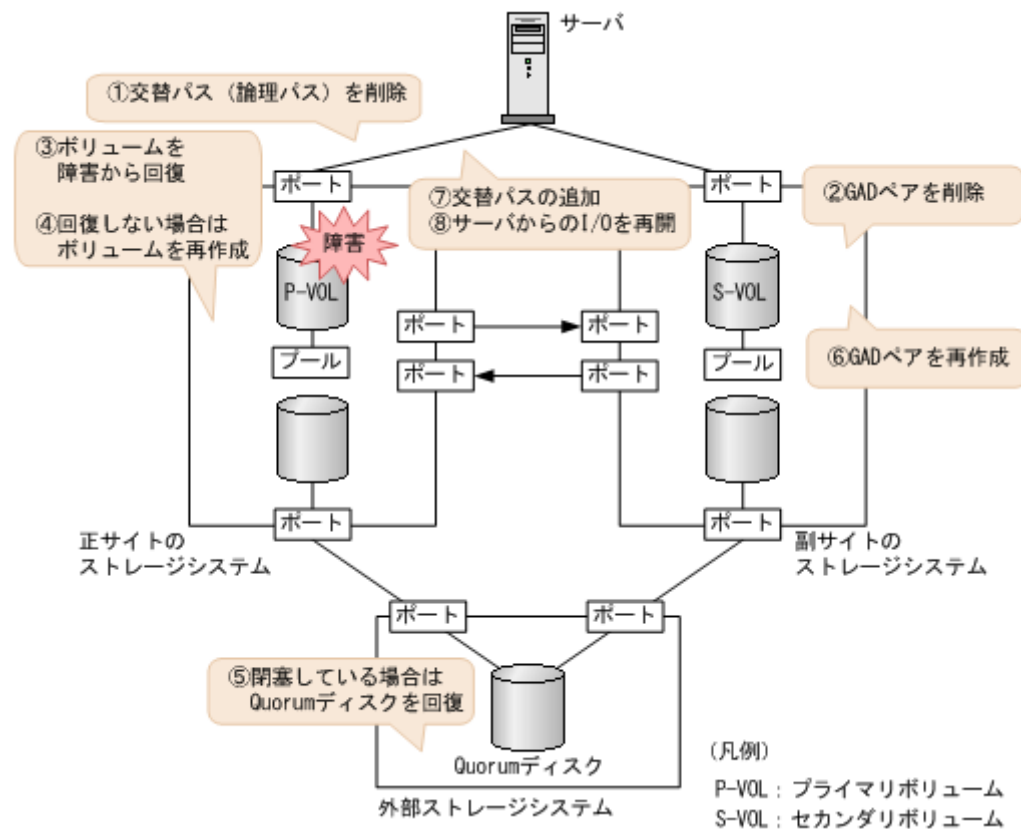 サーバ
①交替パス（論理パス）を削除
③ボリュームを
障害から回復
④回復しない場合は
ボリュームを再作成
ポート
ポート
⑦交替パスの追加
⑧サーバからのI/Oを再開
②GADペアを削除
障害
P-VOL
S-VOL
ポート
ポート
プール
プール
ポート
ポート
⑥GADペアを再作成
ポート
ポート
正サイトの
ストレージシステム
副サイトの
ストレージシステム
ポート
ポート
⑤閉塞している場合は
Quorumディスクを回復
Quorumディスク
外部ストレージシステム
(凡例)
P-VOL：プライマリボリューム
S-VOL：セカンダリボリューム